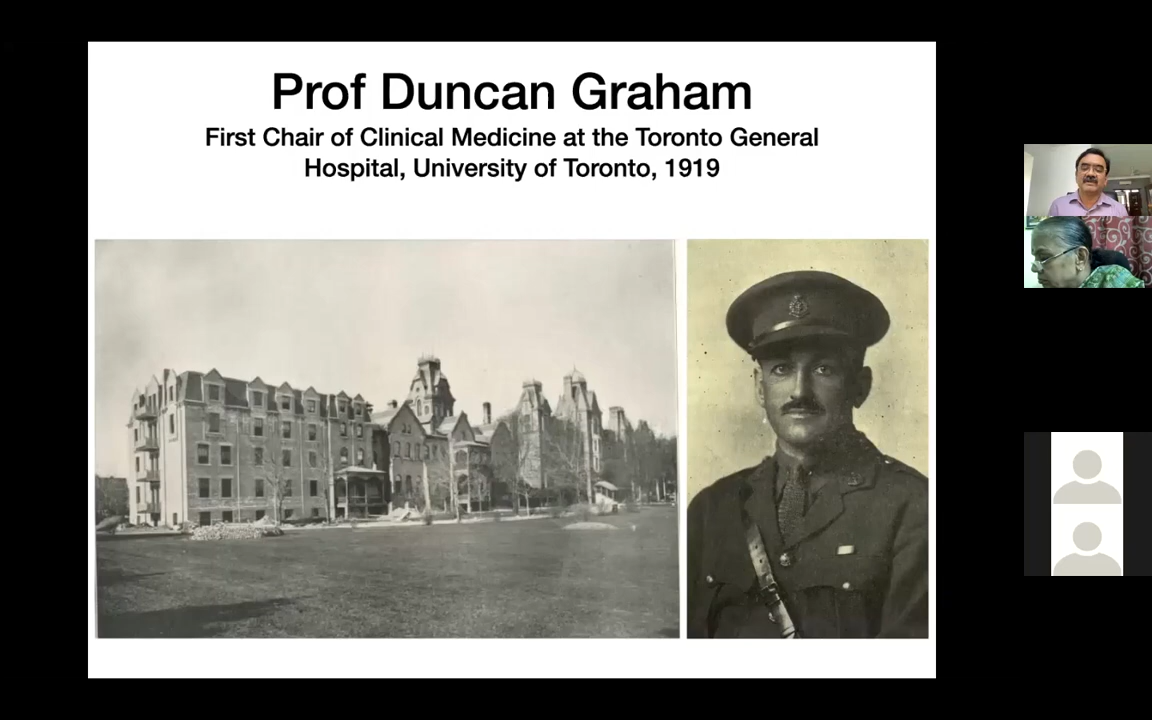 Prof Duncan Graham
First Chair of Clinical Medicine at the Toronto General
Hospital, University of Toronto, 1919